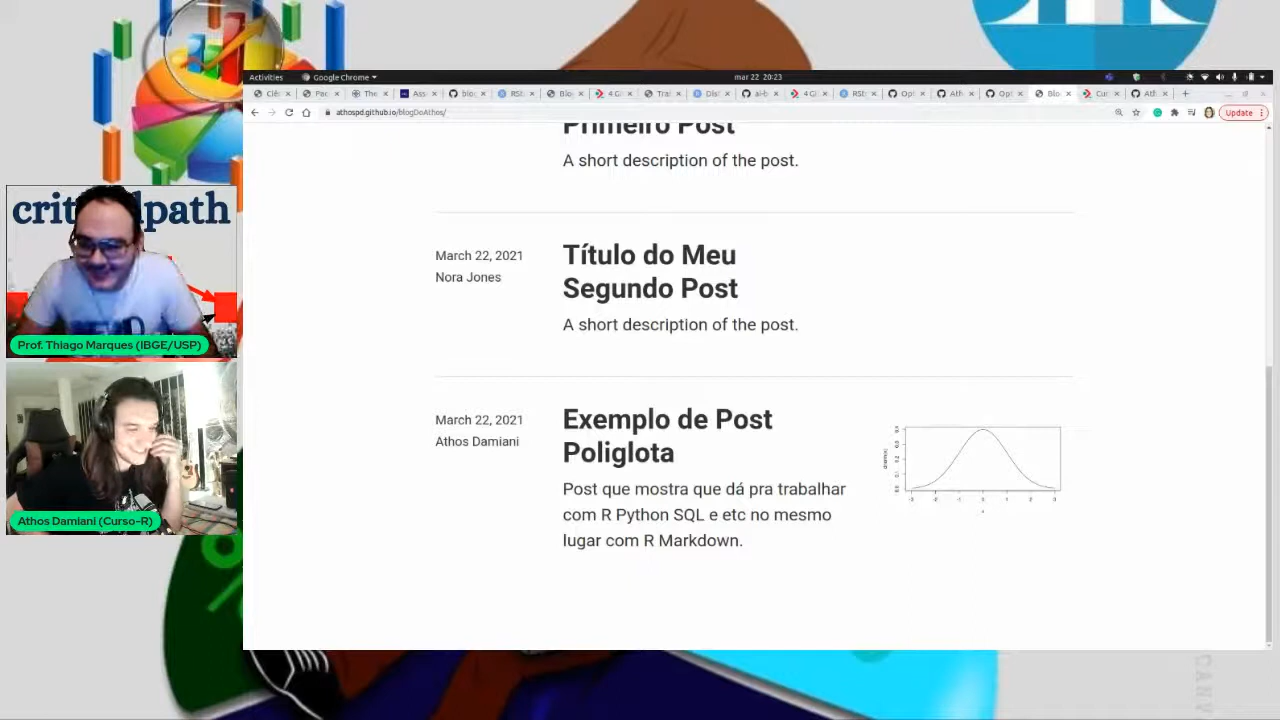 Activities
Google Chrome
mar 22 20:23
athospd.github.io/blogDoAthos/
Update
Primeiro Post
A short description of the post.
March 22, 2021
Nora Jones
Título do Meu
Segundo Post
A short description of the post.
March 22, 2021
Athos Damiani
Exemplo de Post
Poliglota
Post que mostra que dá pra trabalhar
com R Python SQL e etc no mesmo
lugar com R Markdown.
Prof. Thiago Marques (IBGE/USP)
Athos Damiani (Curso-R)